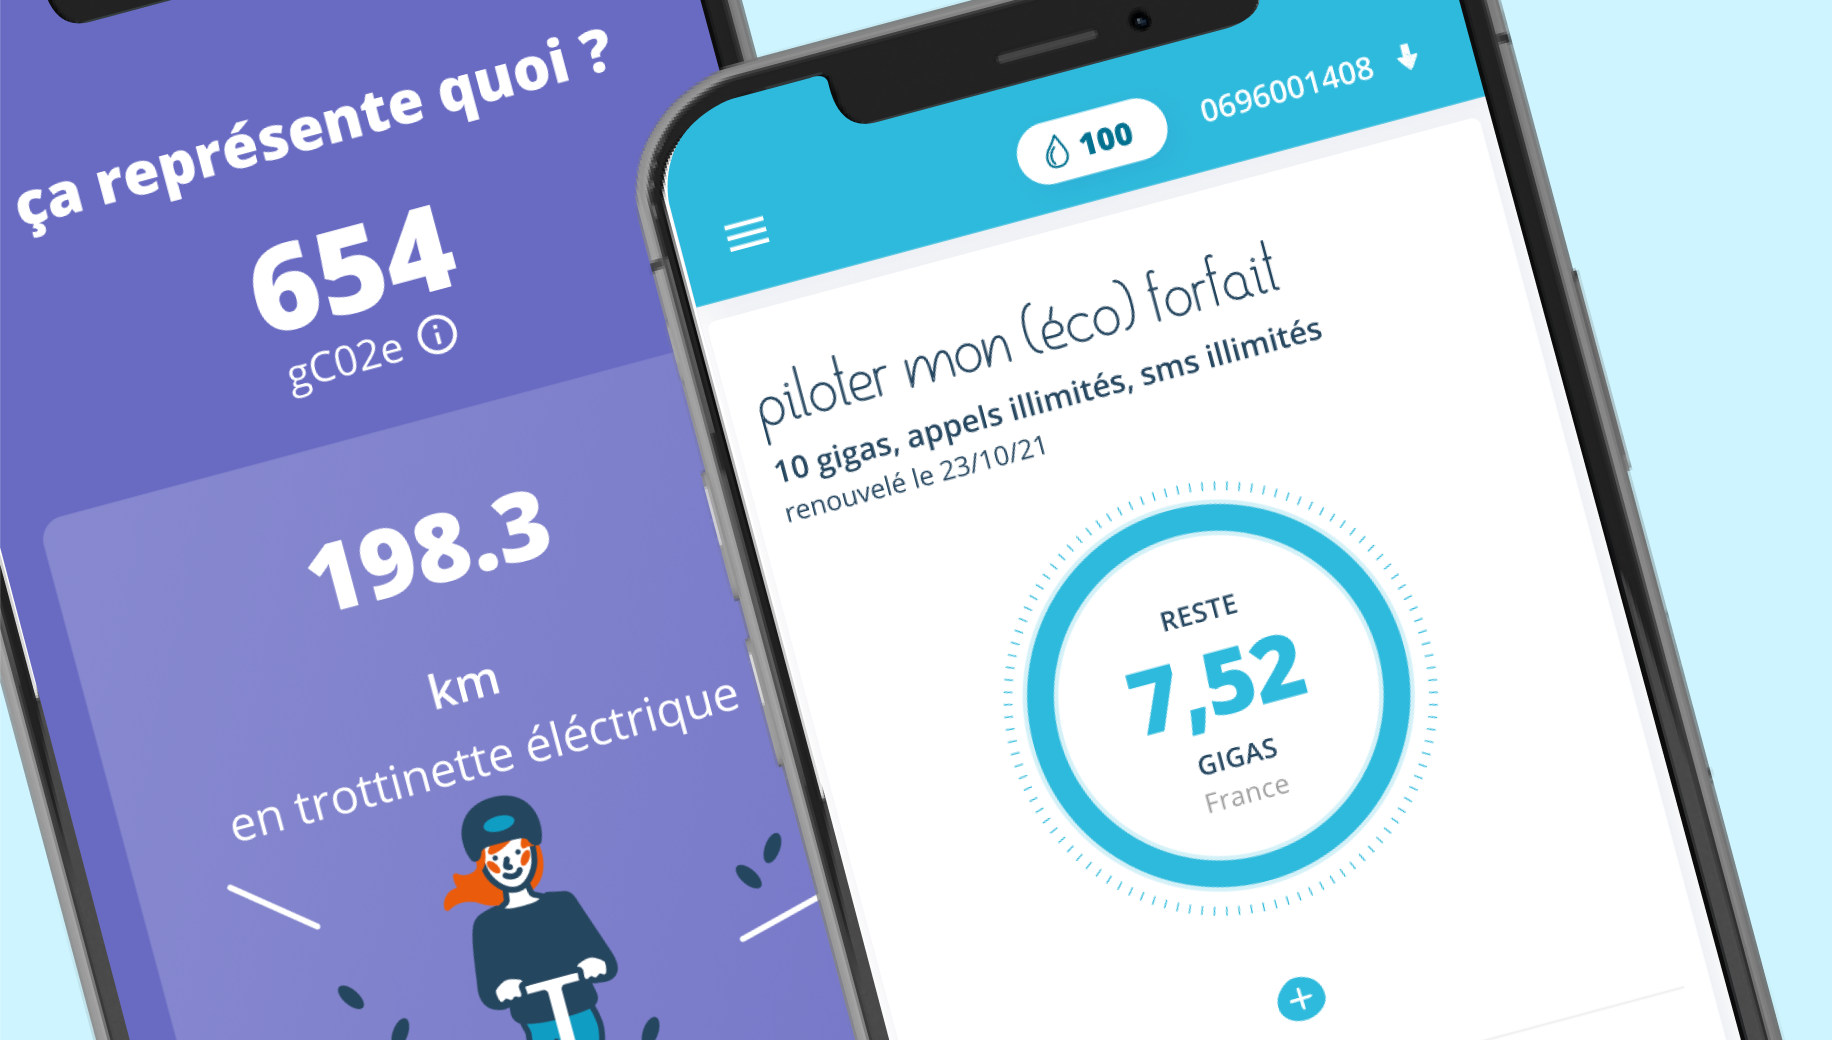 ça représente quoi ?
654
gC02e
198.3
km
en trottinette éléctrique
100
0696001408
piloter mon (éco) forfait
10 gigas, appels illimités, sms illimités
renouvelé le 23/10/21
RESTE
7,52
GIGAS
France